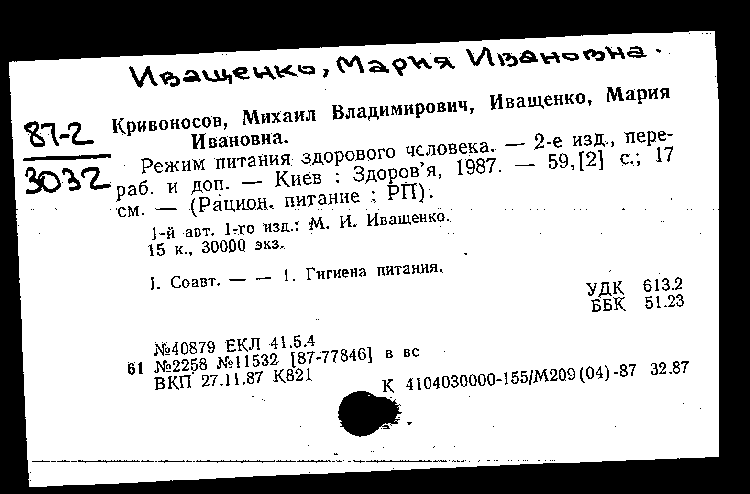 Иващенко, Мария Ивановна.
87-2
3032
Кривоносов, Михаил Владимирович, Иващенко, Мария
Ивановна.
Режим питания здорового человека. — 2-е изд., пере-
раб. и доп. — Киев : Здоров’я, 1987. — 59,[2] с.; 17
см. — (Рацион. питание ; РП).
1-й авт. 1-го изд.: М. И. Иващенко.
15 к., 30000 экз.
I. Соавт. — — 1. Гигиена питания.
УДК 613.2
ББК 51.23
№40879 ЕКЛ 41.5.4
61 №2258 №11532 [87-77846] в вс
ВКП 27.11.87 К821
К 4104030000-155/М209(04)-87 32.87